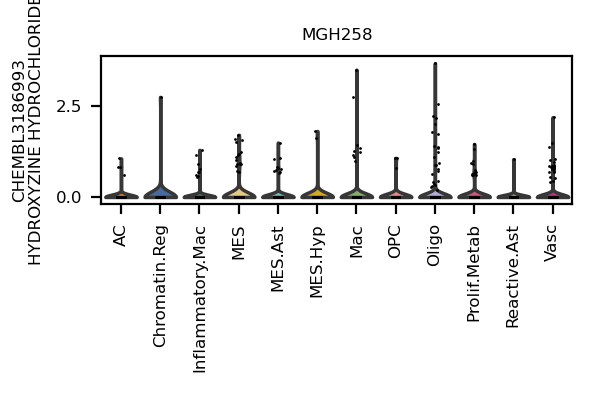 MGH258
CHEMBL3186993
HYDROXYZINE HYDROCHLORIDE
2.5
0.0
AC
Chromatin.Reg
Inflammatory.Mac
MES
MES.Ast
MES.Hyp
Mac
OPC
Oligo
Prolif.Metab
Reactive.Ast
Vasc